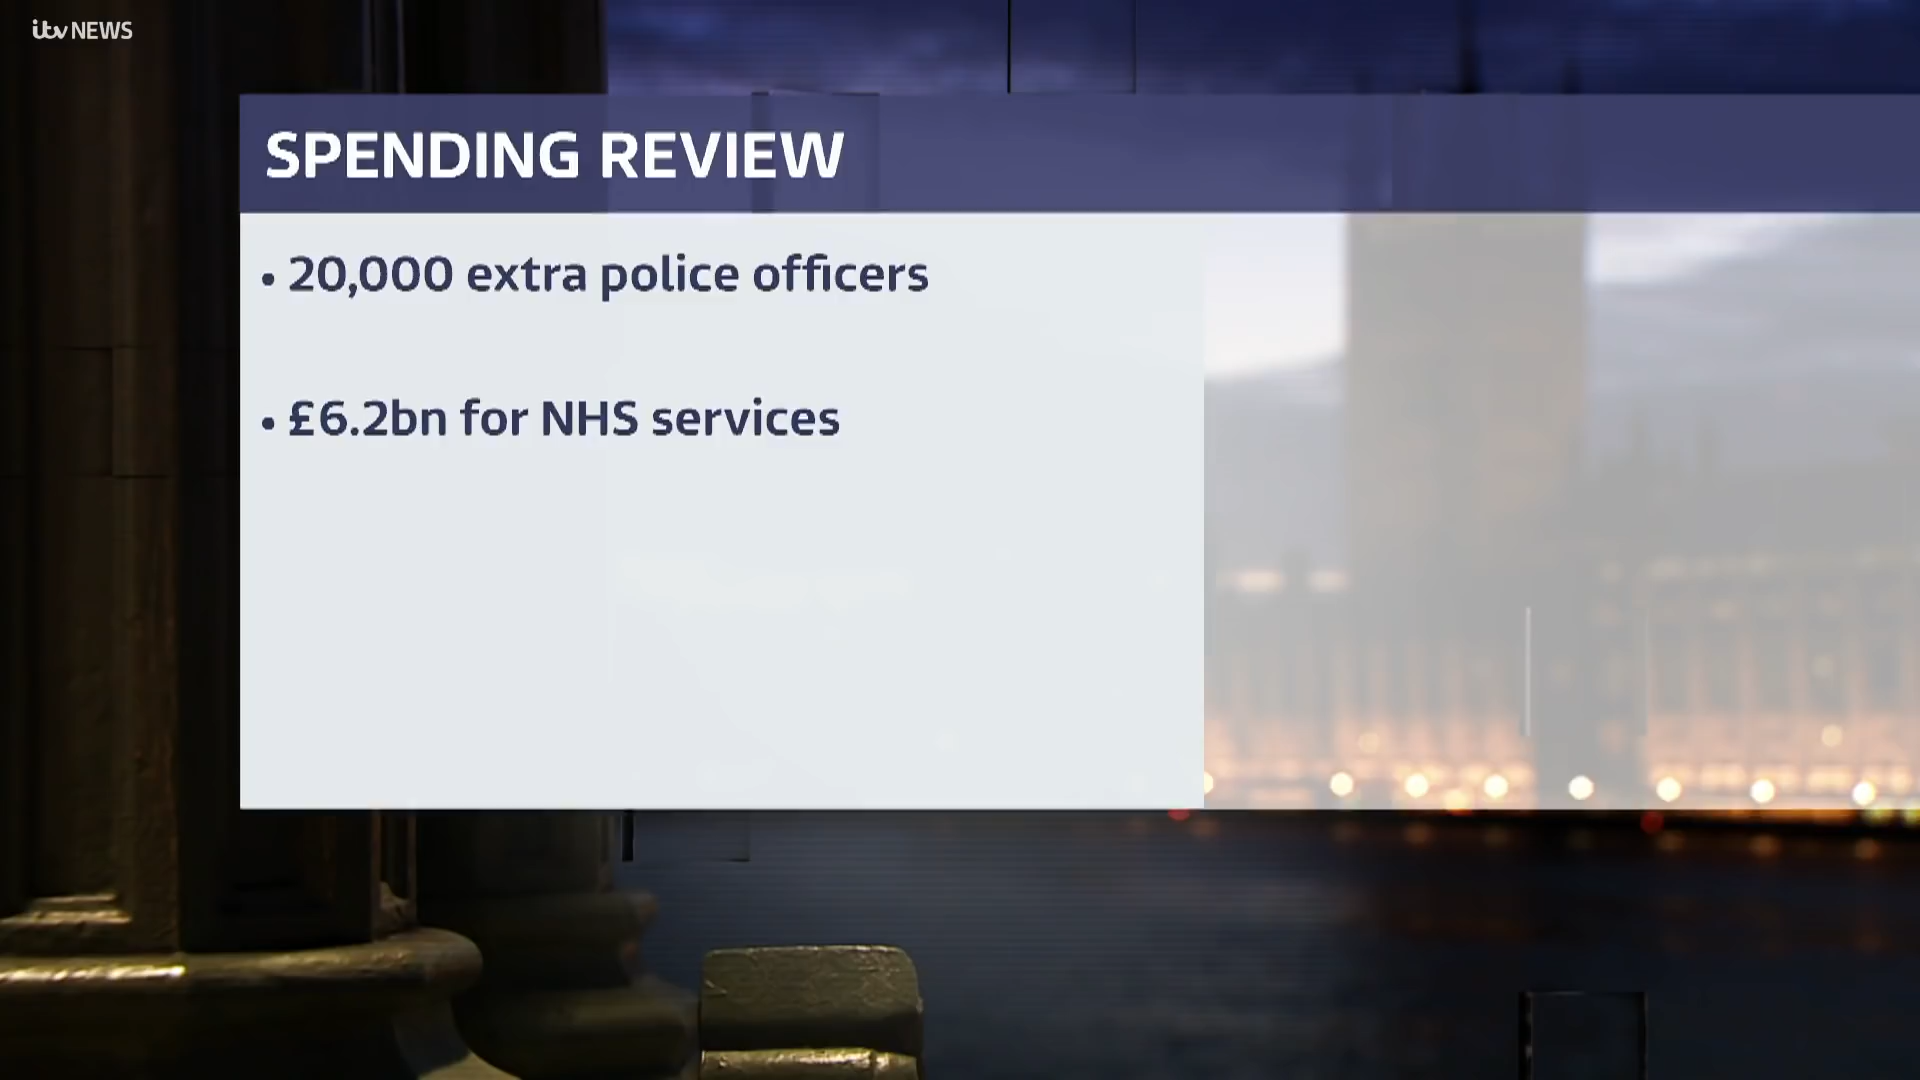 itv NEWS
SPENDING REVIEW
• 20,000 extra police officers
• £6.2bn for NHS services